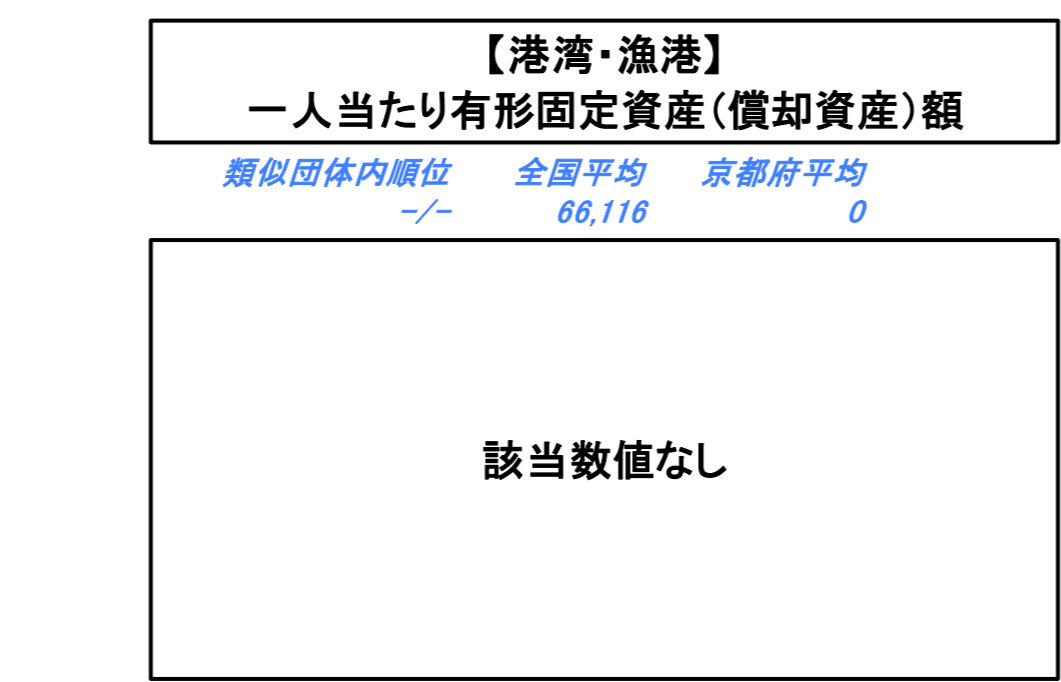 【港湾・漁港】
一人当たり有形固定資産(償却資産)額
類似団体内順位 全国平均 京都府平均
-/- 66,116 0
該当数値なし